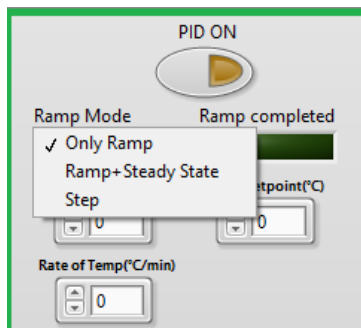 PID ON
Ramp Mode
Ramp completed
✓ Only Ramp
Ramp+Steady State
Step
etpoint(°C)
0
0
Rate of Temp(°C/min)
0